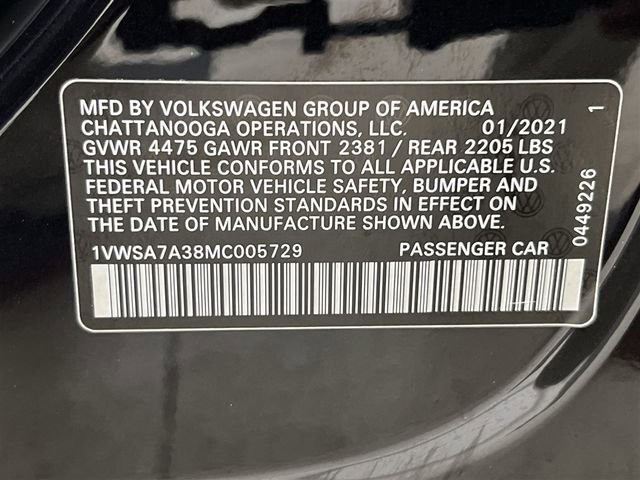 MFD BY VOLKSWAGEN GROUP OF AMERICA
CHATTANOOGA OPERATIONS, LLC. 01/2021
GVWR 4475 GAWR FRONT 2381 / REAR 2205 LBS
THIS VEHICLE CONFORMS TO ALL APPLICABLE U.S.
FEDERAL MOTOR VEHICLE SAFETY, BUMPER AND
THEFT PREVENTION STANDARDS IN EFFECT ON
THE DATE OF MANUFACTURE SHOWN ABOVE.
1VWSA7A38MC005729 PASSENGER CAR
0449226 1